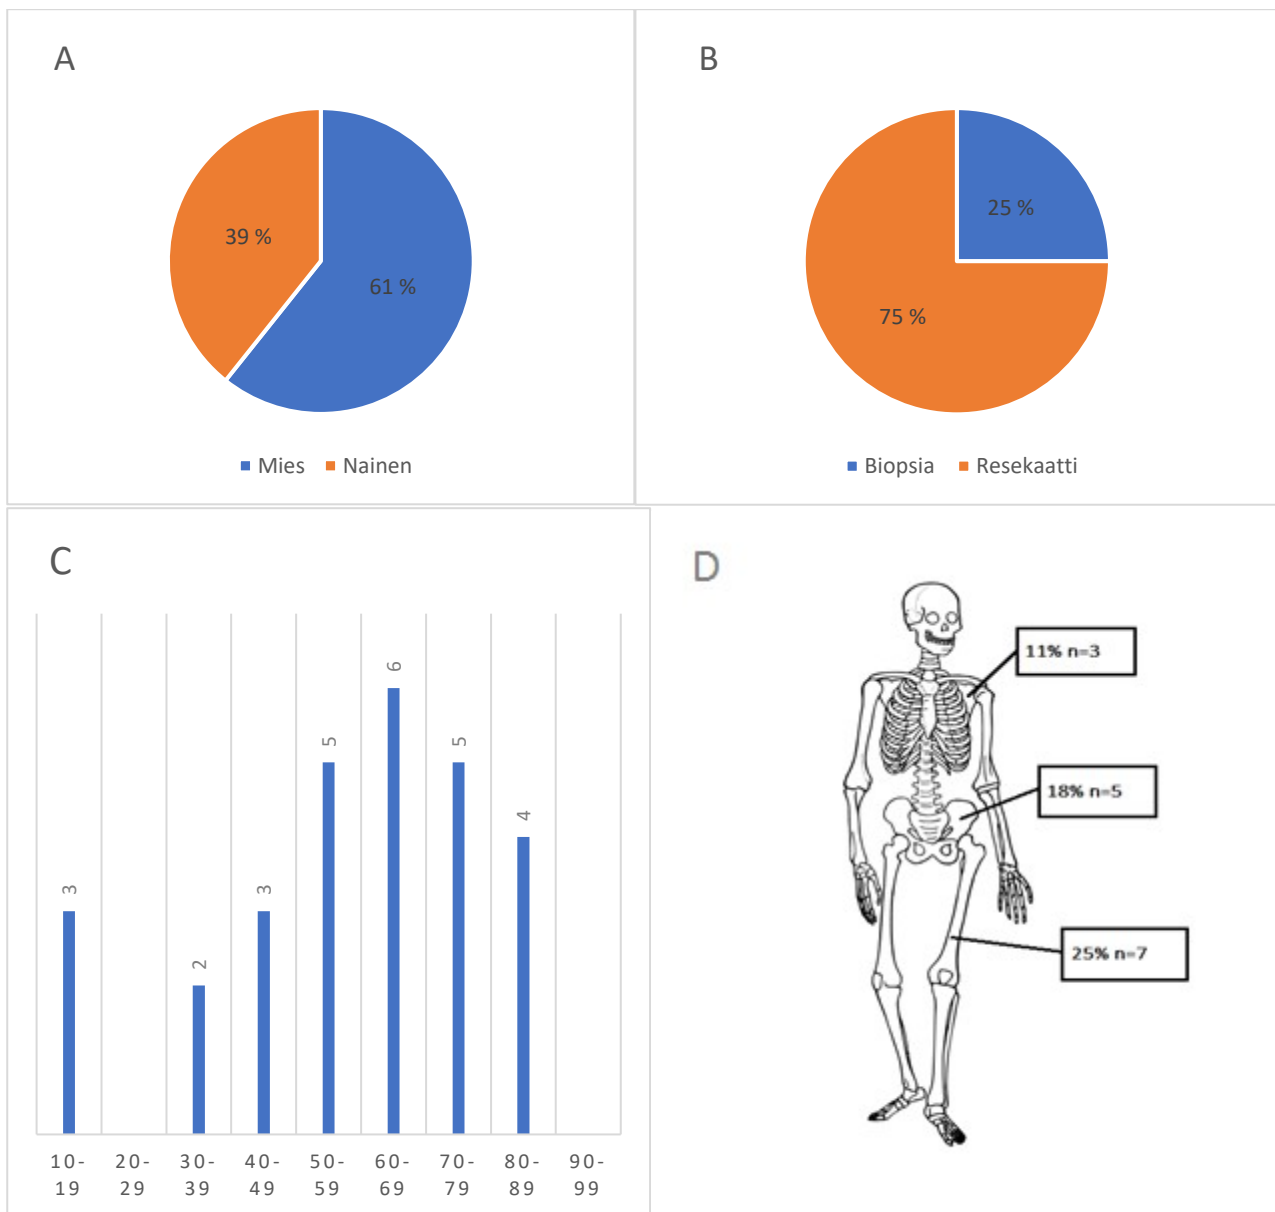 A
39 %
61 %
Mies Nainen
B
25 %
75 %
Biopsia Resekaatti
C
3
2
3
5
6
5
4
10-19
20-29
30-39
40-49
50-59
60-69
70-79
80-89
90-99
D
11% n=3
18% n=5
25% n=7